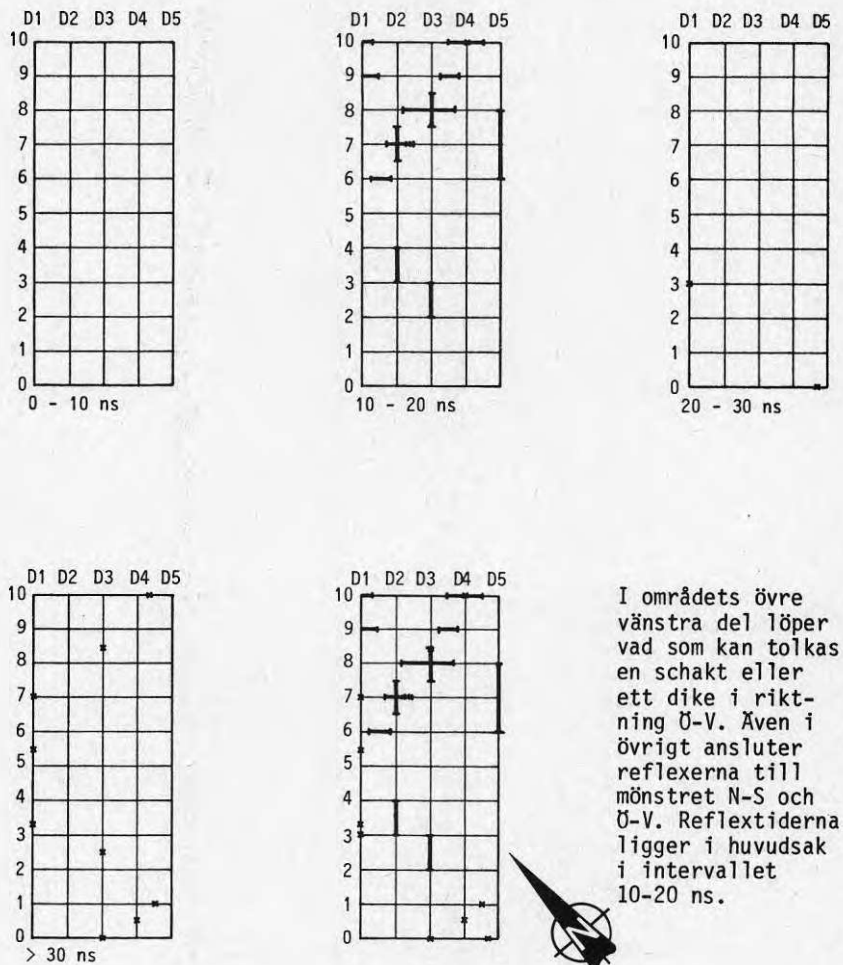 D1 D2 D3 D4 D5
10
9
8
7
6
5
4
3
2
1
0
0 - 10 ns
D1 D2 D3 D4 D5
10
9
8
7
6
5
4
3
2
1
0
10 - 20 ns
D1 D2 D3 D4 D5
10
9
8
7
6
5
4
3
2
1
0
20 - 30 ns
D1 D2 D3 D4 D5
10
9
8
7
6
5
4
3
2
1
0
> 30 ns
D1 D2 D3 D4 D5
10
9
8
7
6
5
4
3
2
1
0
N
I områdets övre
vänstra del löper
vad som kan tolkas
en schakt eller
ett dike i rikt-
ning Ö-V. Även i
övrigt ansluter
reflexerna till
mönstret N-S och
Ö-V. Reflextiderna
ligger i huvudsak
i intervallet
10-20 ns.